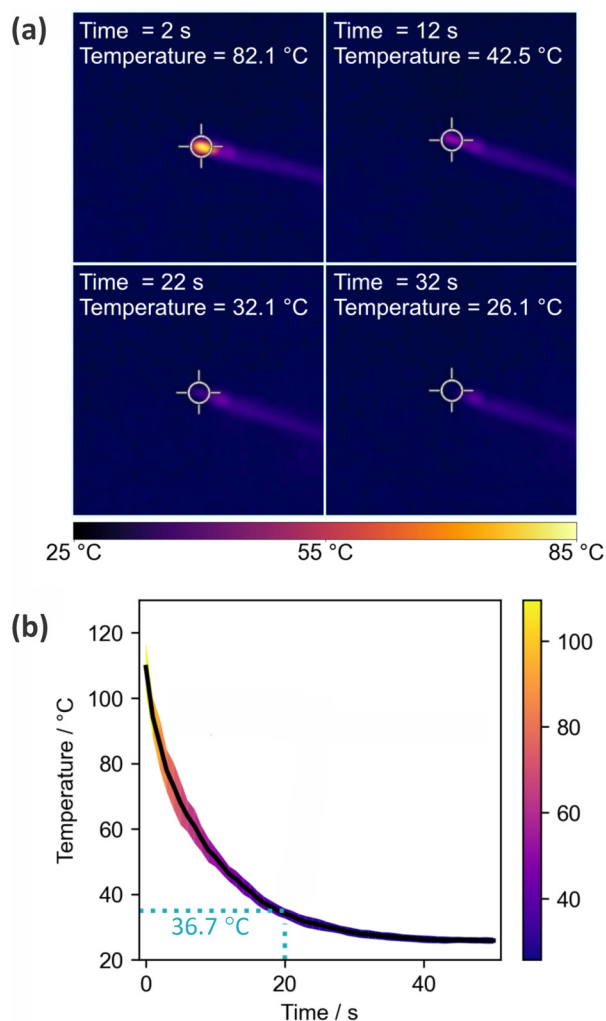 (a)
Time  = 2 s
Temperature = 82.1 °C
Time  = 12 s
Temperature = 42.5 °C
Time  = 22 s
Temperature = 32.1 °C
Time  = 32 s
Temperature = 26.1 °C
25 °C 55 °C 85 °C
(b)
Temperature / °C
120
100
80
60
40
20
36.7 °C
0 20 40
Time / s
100
80
60
40